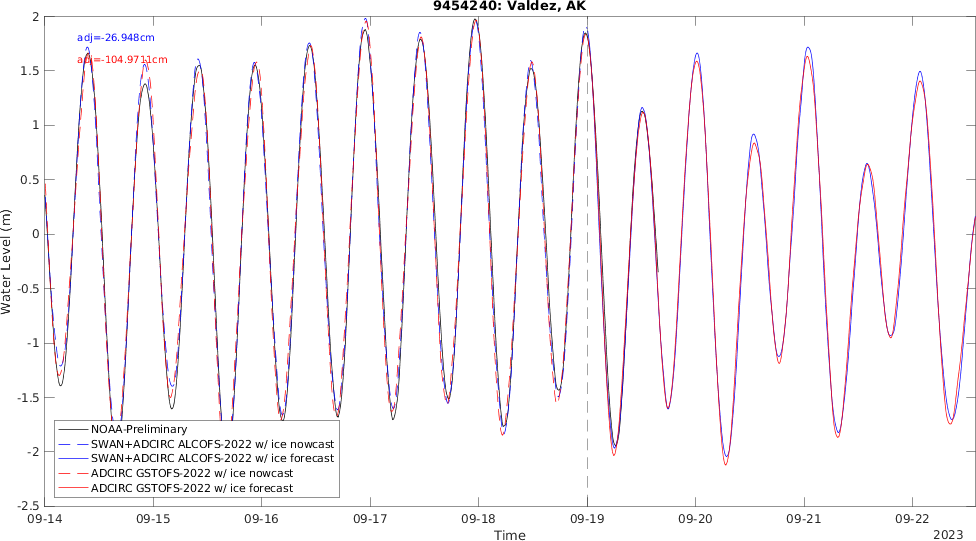 9454240: Valdez, AK
adj=-26.948cm
adj=-104.9711cm
2
1.5
1
0.5
0
-0.5
-1
-1.5
-2
-2.5
Water Level (m)
NOAA-Preliminary
SWAN+ADCIRC ALCOFS-2022 w/ ice nowcast
SWAN+ADCIRC ALCOFS-2022 w/ ice forecast
ADCIRC GSTOFS-2022 w/ ice nowcast
ADCIRC GSTOFS-2022 w/ ice forecast
09-14 09-15 09-16 09-17 09-18 09-19 09-20 09-21 09-22
Time
2023